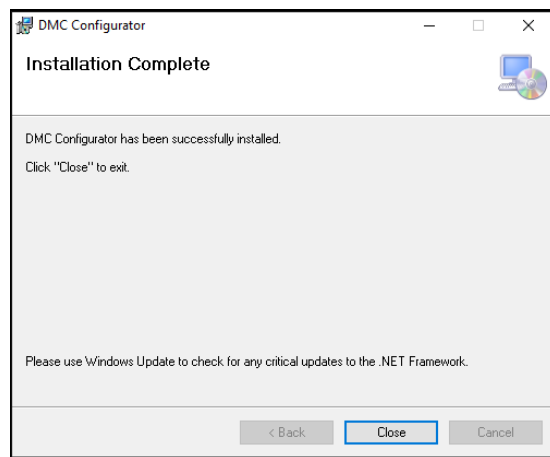 DMC Configurator
Installation Complete
DMC Configurator has been successfully installed.
Click "Close" to exit.
Please use Windows Update to check for any critical updates to the .NET Framework.
< Back Close Cancel